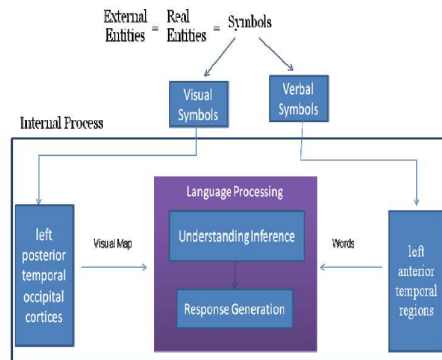 External = Real = Symbols
Entities Entities
Visual
Symbols
Verbal
Symbols
Internal Process
left
posterior
temporal
occipital
cortices
Visual Map
Language Processing
Understanding Inference
Response Generation
Words
left
anterior
temporal
regions